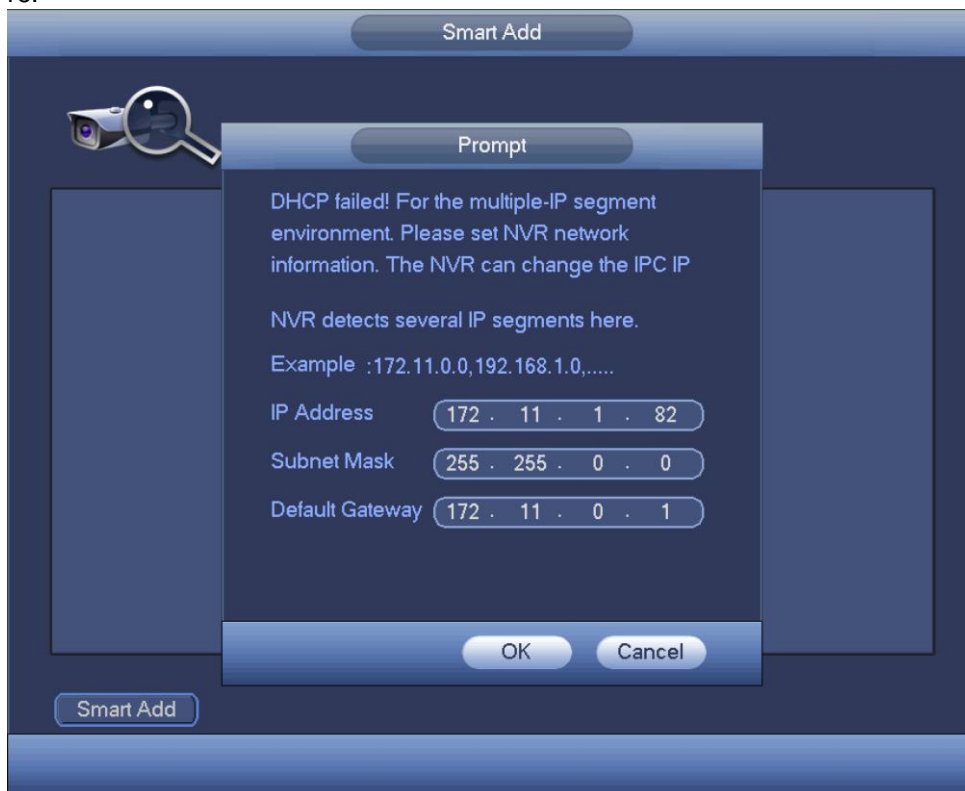 Smart Add
Prompt
DHCP failed! For the multiple-IP segment
environment. Please set NVR network
information. The NVR can change the IPC IP
NVR detects several IP segments here.
Example :172.11.0.0,192.168.1.0,.....
IP Address 172 . 11 . 1 . 82
Subnet Mask 255 . 255 . 0 . 0
Default Gateway 172 . 11 . 0 . 1
OK Cancel
Smart Add